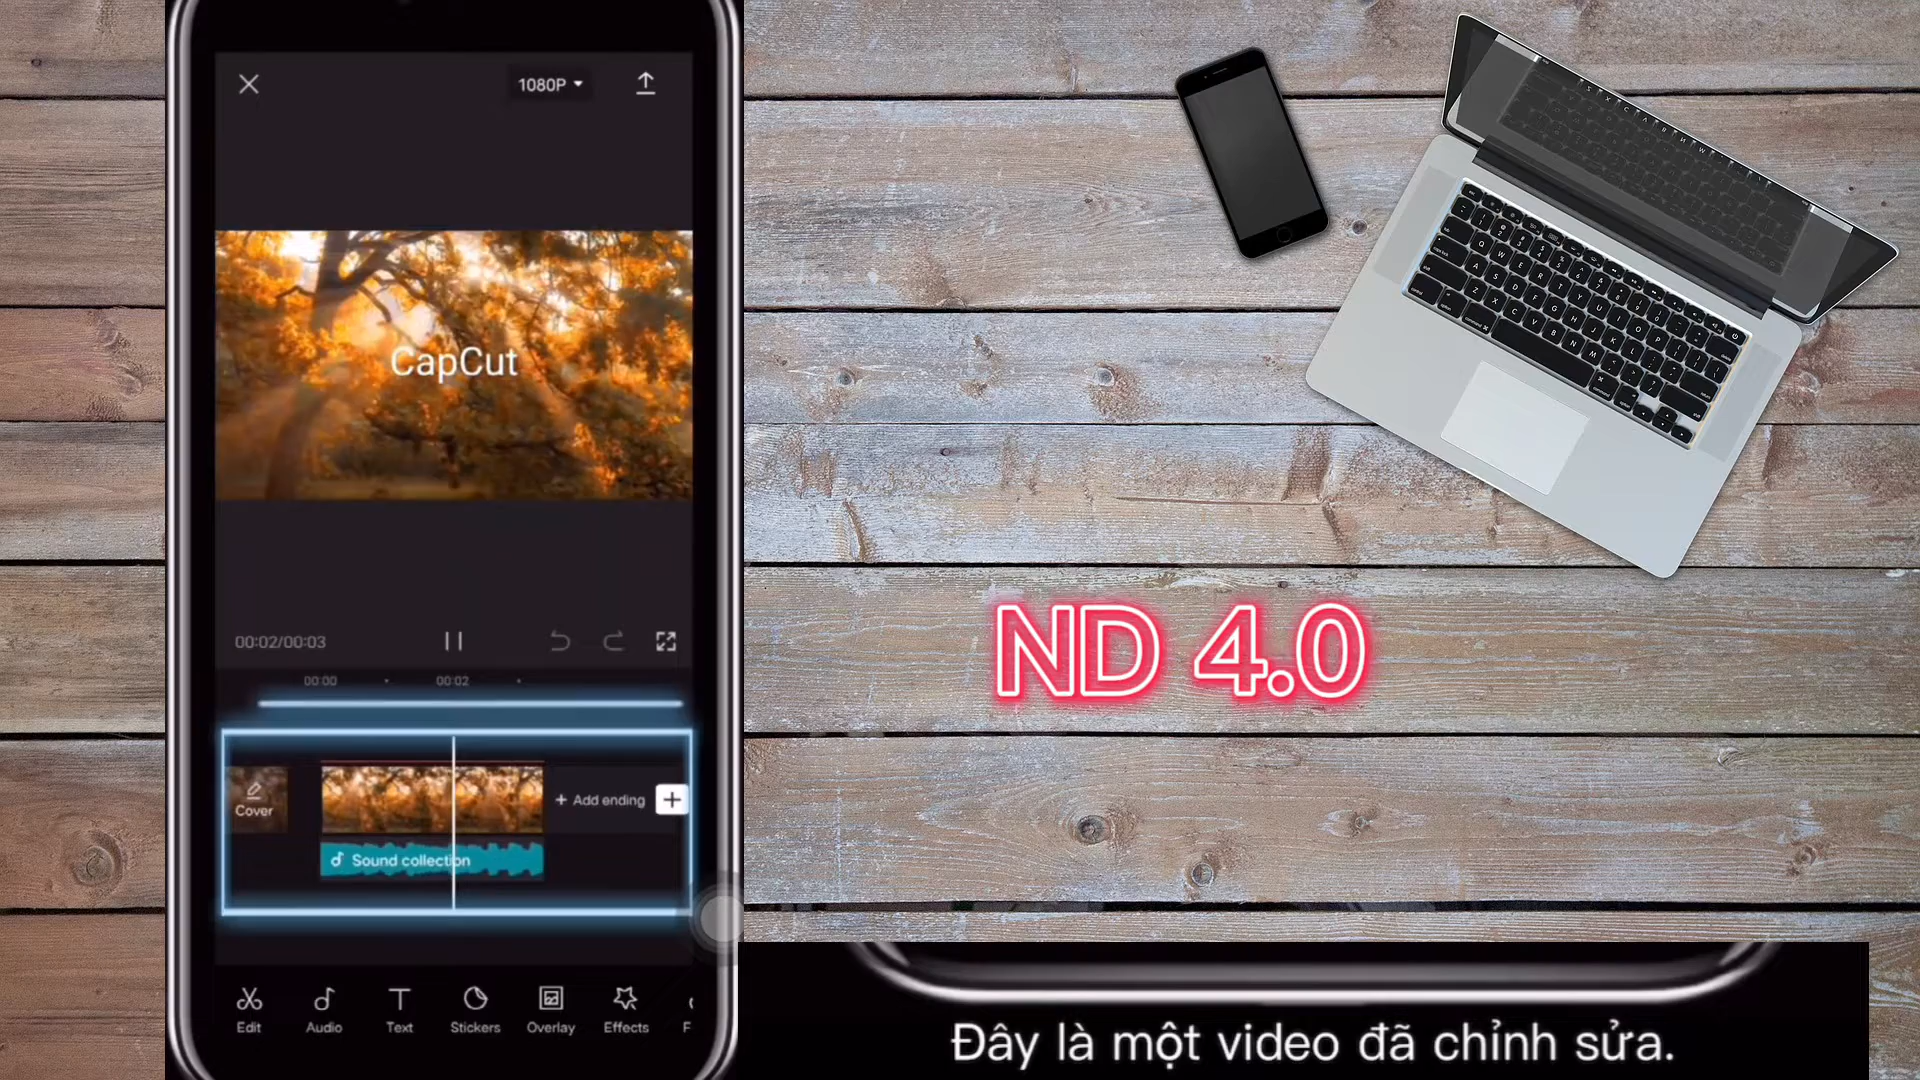 1080P
CapCut
00:02/00:03
00:00
00:02
ND 4.0
Cover
+ Add ending
Sound collection
Edit
Audio
Text
Stickers
Overlay
Effects
F
Đây là một video đã chỉnh sửa.